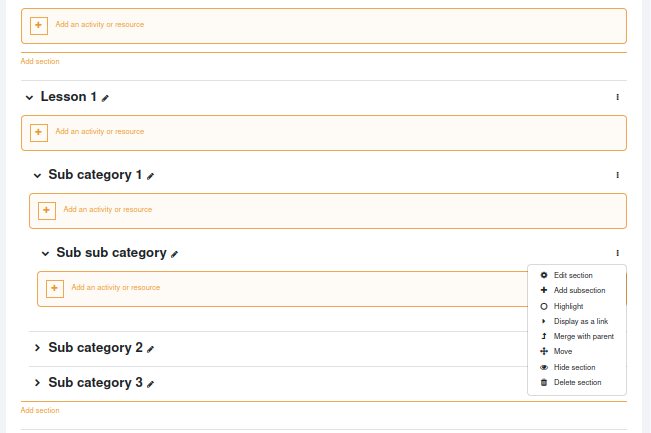 Add an activity or resource
Add section
Lesson 1
Add an activity or resource
Sub category 1
Add an activity or resource
Sub sub category
Add an activity or resource
Edit section
Add subsection
Highlight
Display as a link
Merge with parent
Move
Hide section
Delete section
Sub category 2
Sub category 3
Add section